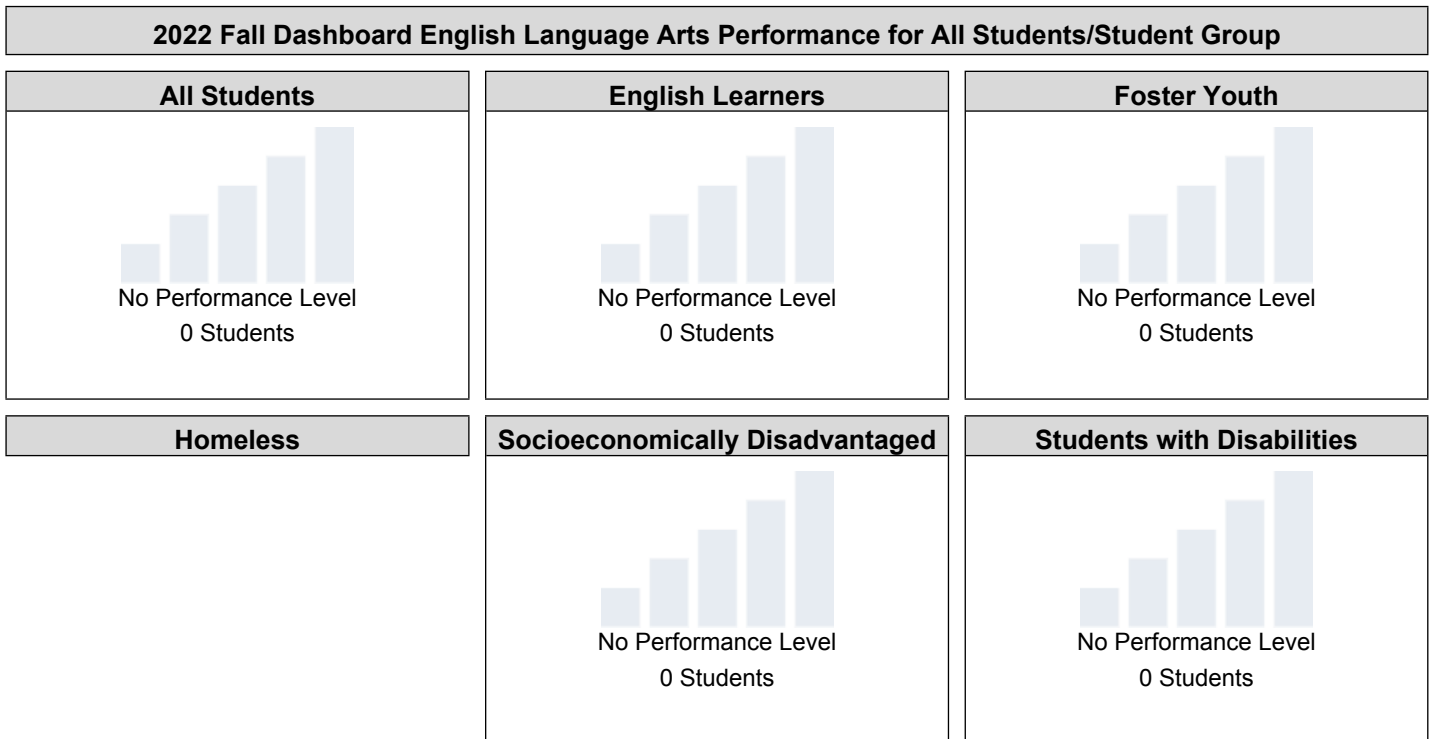 2022 Fall Dashboard English Language Arts Performance for All Students/Student Group
All Students
No Performance Level
0 Students
English Learners
No Performance Level
0 Students
Foster Youth
No Performance Level
0 Students
Homeless
Socioeconomically Disadvantaged
No Performance Level
0 Students
Students with Disabilities
No Performance Level
0 Students